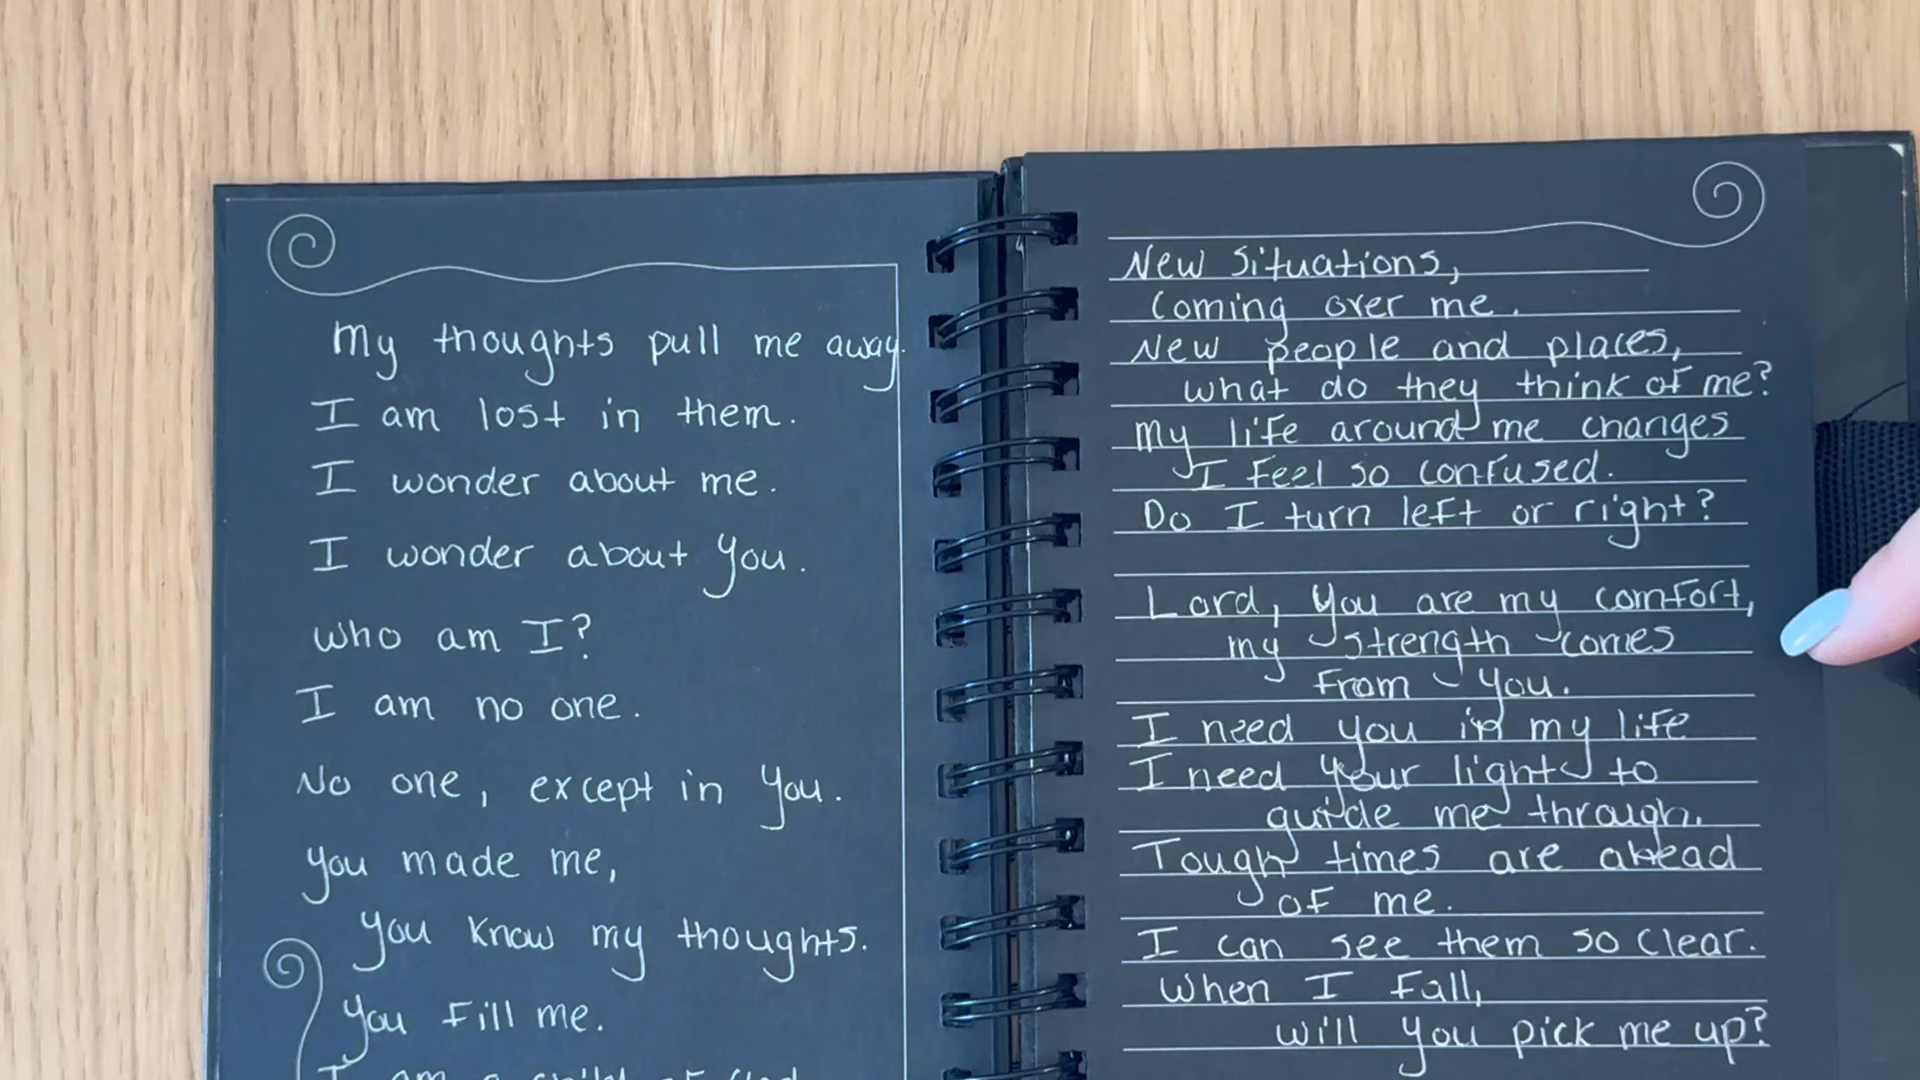 My thoughts pull me away.
I am lost in them.
I wonder about me.
I wonder about You.
Who am I?
I am no one.
No one, except in You.
You made me,
You know my thoughts.
You fill me.
I am a child of God
New Situations,
Coming over me.
New people and places,
what do they think of me?
My life around me changes
I feel so confused.
Do I turn left or right?
Lord, You are my comfort,
my strength comes
From You.
I need you in my life
I need your light to
guide me through.
Tough times are ahead
of me.
I can see them so clear.
When I Fall,
will you pick me up?